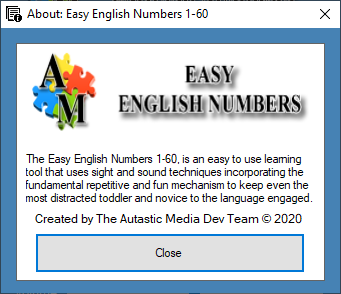 About: Easy English Numbers 1-60
A
M
EASY
ENGLISH NUMBERS
The Easy English Numbers 1-60, is an easy to use learning
tool that uses sight and sound techniques incorporating the
fundamental repetitive and fun mechanism to keep even the
most distracted toddler and novice to the language engaged.
Created by The Autastic Media Dev Team © 2020
Close